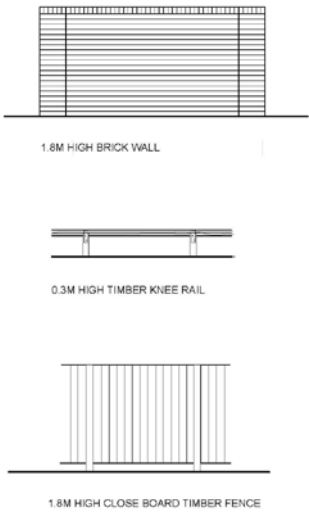 1.8M HIGH BRICK WALL
0.3M HIGH TIMBER KNEE RAIL
1.8M HIGH CLOSE BOARD TIMBER FENCE